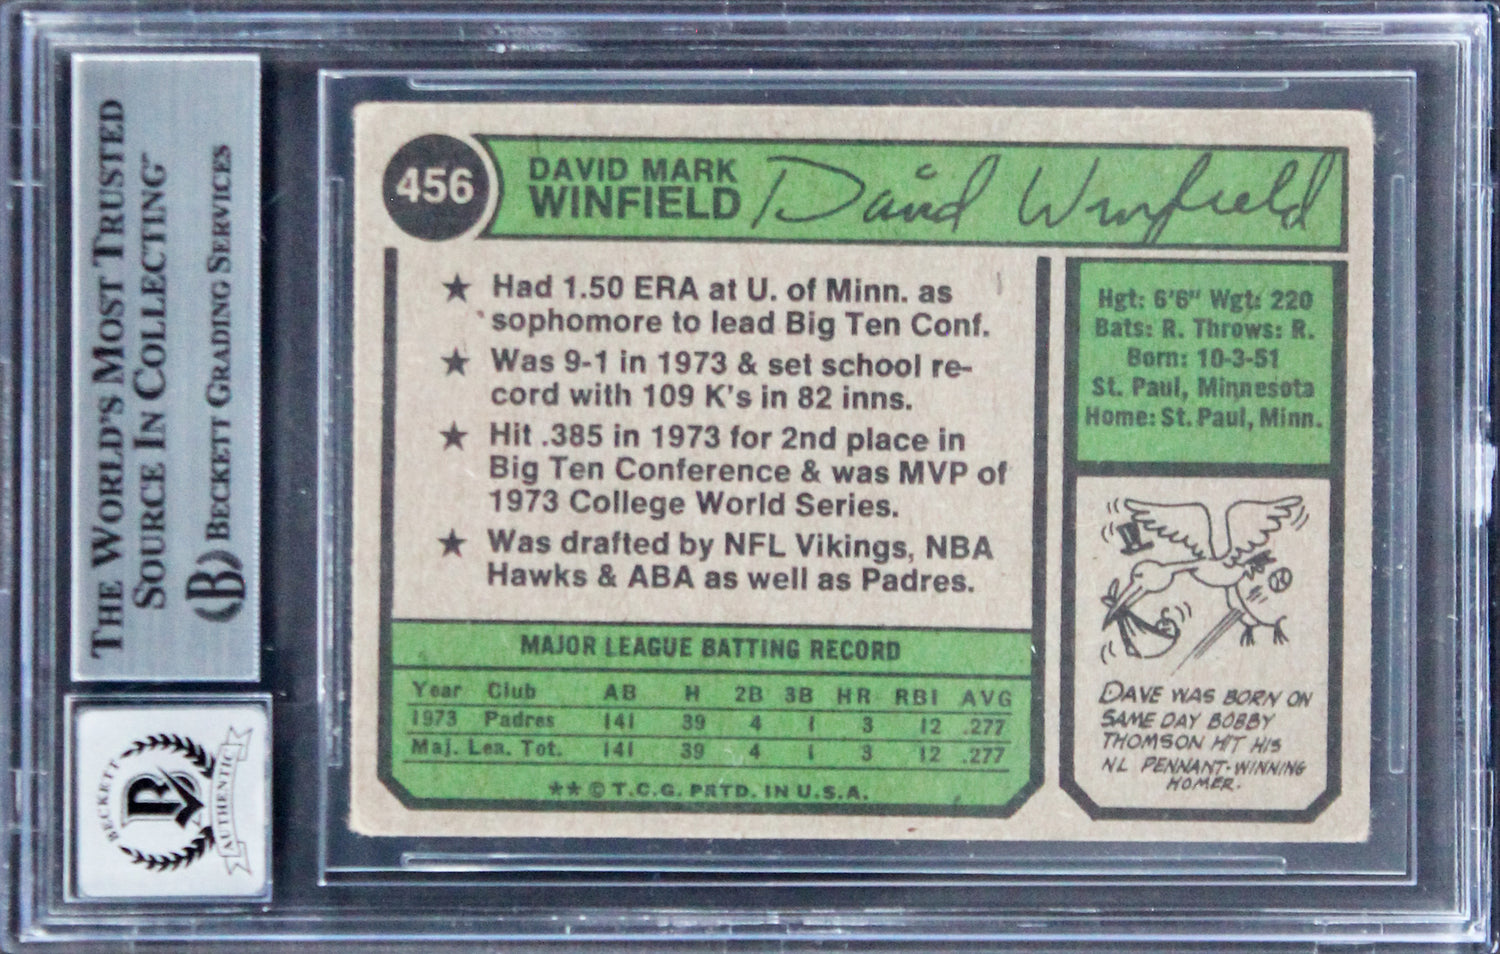 THE WORLD'S MOST TRUSTED
SOURCE IN COLLECTING™
BECKETT GRADING SERVICES
B
BECKETT
B
AUTHENTIC
456
DAVID MARK
WINFIELD
David Winfield
★ Had 1.50 ERA at U. of Minn. as
sophomore to lead Big Ten Conf.
★ Was 9-1 in 1973 & set school re-
cord with 109 K's in 82 inns.
★ Hit .385 in 1973 for 2nd place in
Big Ten Conference & was MVP of
1973 College World Series.
★ Was drafted by NFL Vikings, NBA
Hawks & ABA as well as Padres.
MAJOR LEAGUE BATTING RECORD
Year Club AB H 2B 3B HR RBI AVG
1973 Padres 141 39 4 1 3 12 .277
Maj. Lea. Tot. 141 39 4 1 3 12 .277
★★ © T.C.G. PRTD. IN U.S.A.
Hgt: 6'6" Wgt: 220
Bats: R. Throws: R.
Born: 10-3-51
St. Paul, Minnesota
Home: St. Paul, Minn.
DAVE WAS BORN ON
SAME DAY BOBBY
THOMSON HIT HIS
NL PENNANT-WINNING
HOMER.